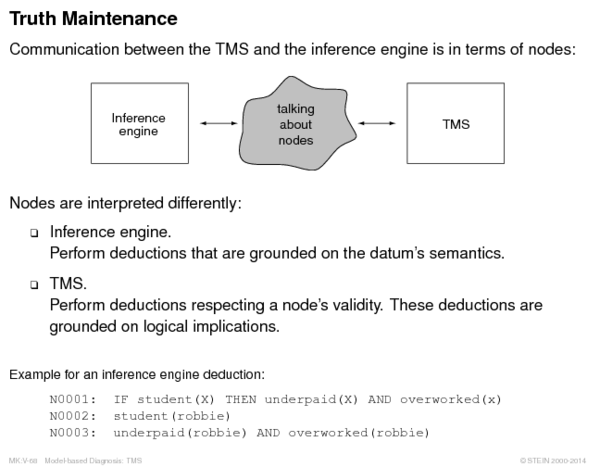 Truth Maintenance
Communication between the TMS and the inference engine is in terms of nodes:
Inference
engine
talking
about
nodes
TMS
Nodes are interpreted differently:
❑ Inference engine.
Perform deductions that are grounded on the datum's semantics.
❑ TMS.
Perform deductions respecting a node's validity. These deductions are
grounded on logical implications.
Example for an inference engine deduction:
N0001: IF student(X) THEN underpaid(X) AND overworked(x)
N0002: student(robbie)
N0003: underpaid(robbie) AND overworked(robbie)
MK:V-69 Model-based Diagnosis: TMS © STEIN 2000-2014